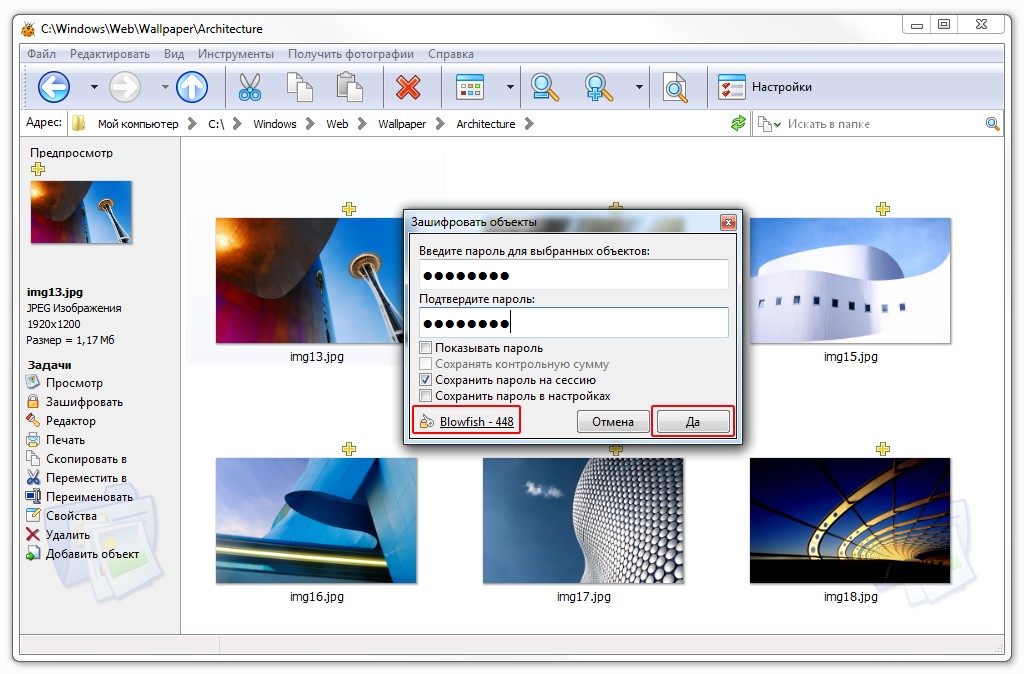 C:\Windows\Web\Wallpaper\Architecture
Файл Редактировать Вид Инструменты Получить фотографии Справка
Настройки
Адрес: Мой компьютер C:\ Windows Web Wallpaper Architecture Искать в папке
Предпросмотр
img13.jpg
JPEG Изображения
1920x1200
Размер = 1,17 Мб
Задачи
Просмотр
Зашифровать
Редактор
Печать
Скопировать в
Переместить в
Переименовать
Свойства
Удалить
Добавить объект
img13.jpg
img15.jpg
Зашифровать объекты
Введите пароль для выбранных объектов:
●●●●●●●●
Подтвердите пароль:
●●●●●●●●
Показывать пароль
Сохранять контрольную сумму
Сохранить пароль на сессию
Сохранить пароль в настройках
Blowfish - 448 Отмена Да
img16.jpg
img17.jpg
img18.jpg